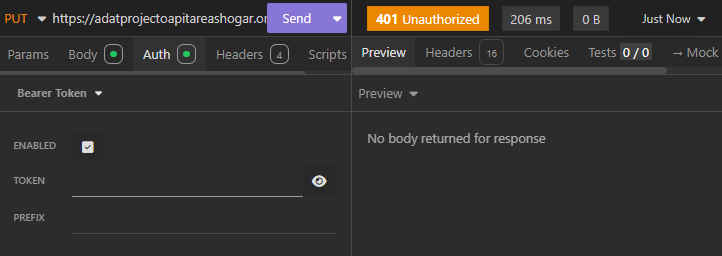 PUT https://adatprojectoapitareashogar.on Send 401 Unauthorized 206 ms 0 B Just Now
Params Body Auth Headers 4 Scripts Preview Headers 16 Cookies Tests 0 / 0 → Mock
Bearer Token Preview
ENABLED
No body returned for response
TOKEN
PREFIX